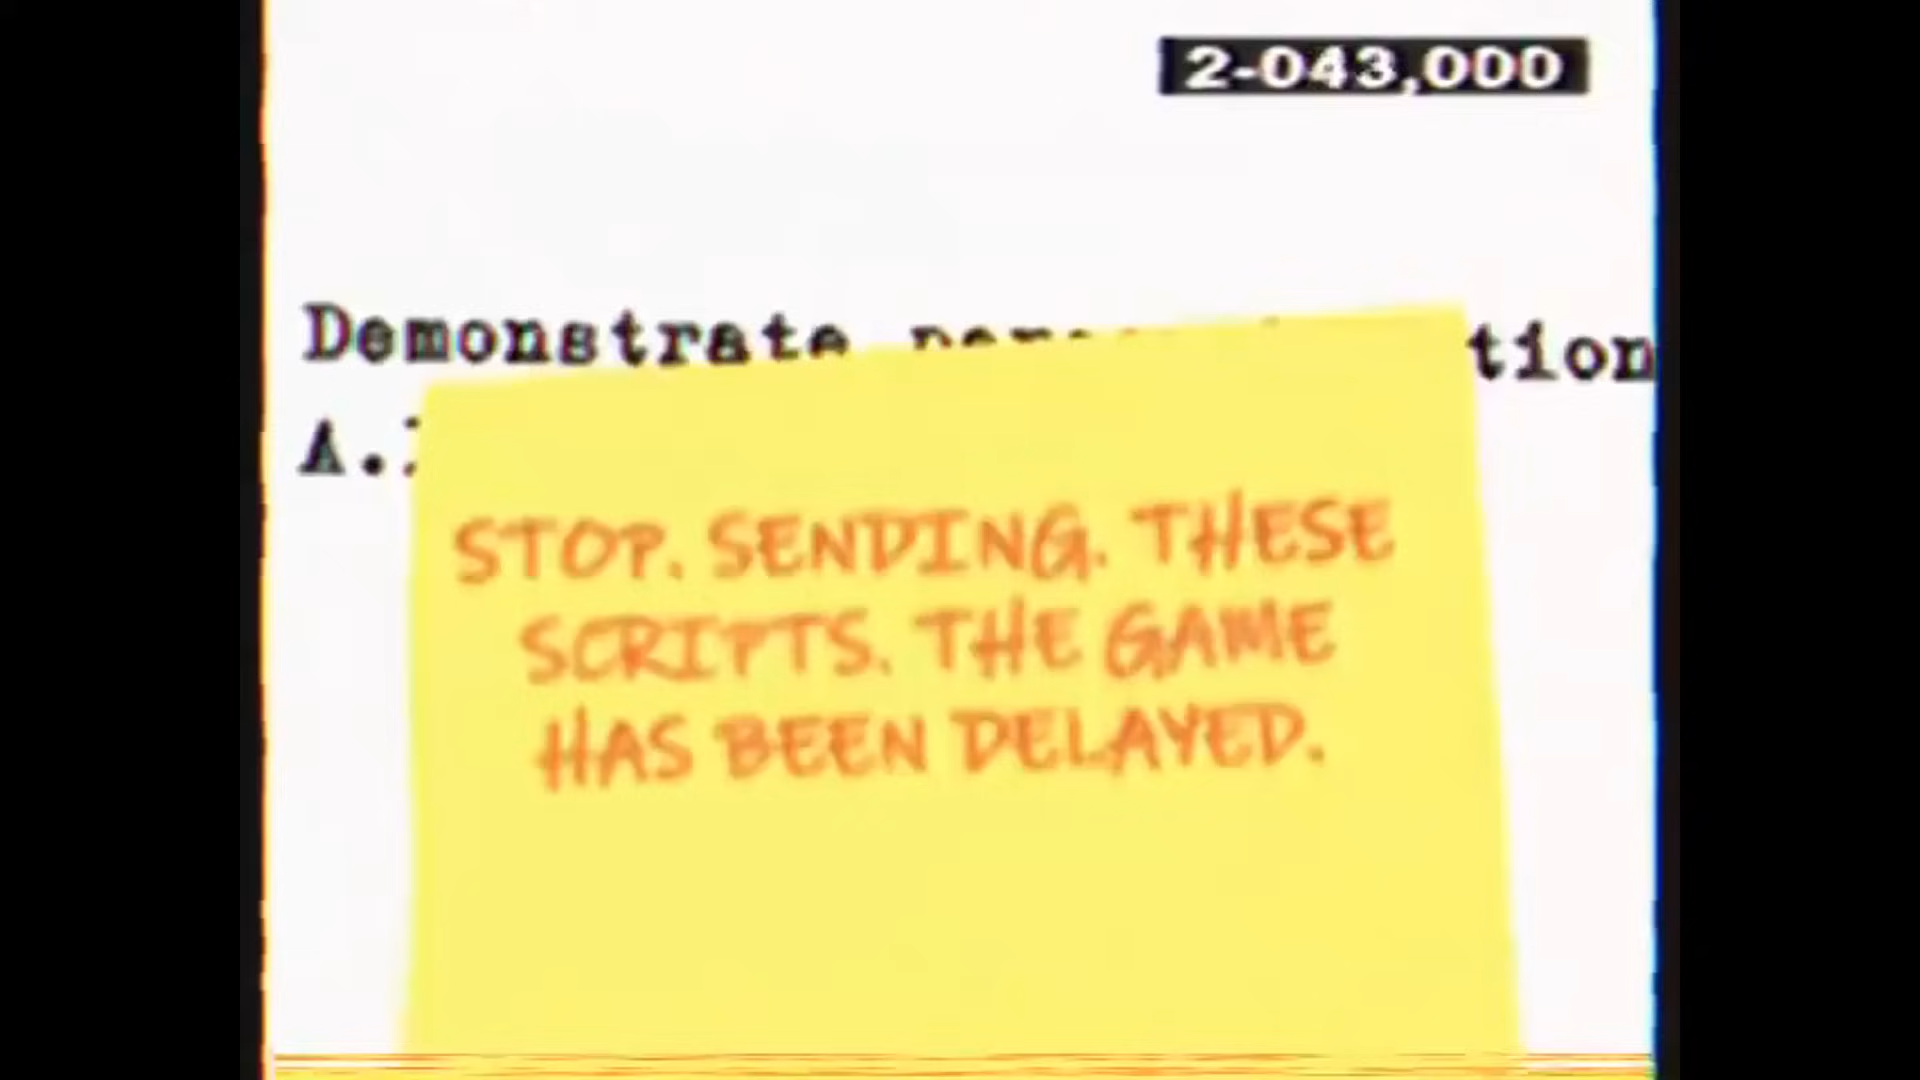 2-043,000
Demonstrate tion
A.
STOP. SENDING. THESE
SCRIPTS. THE GAME
HAS BEEN DELAYED.